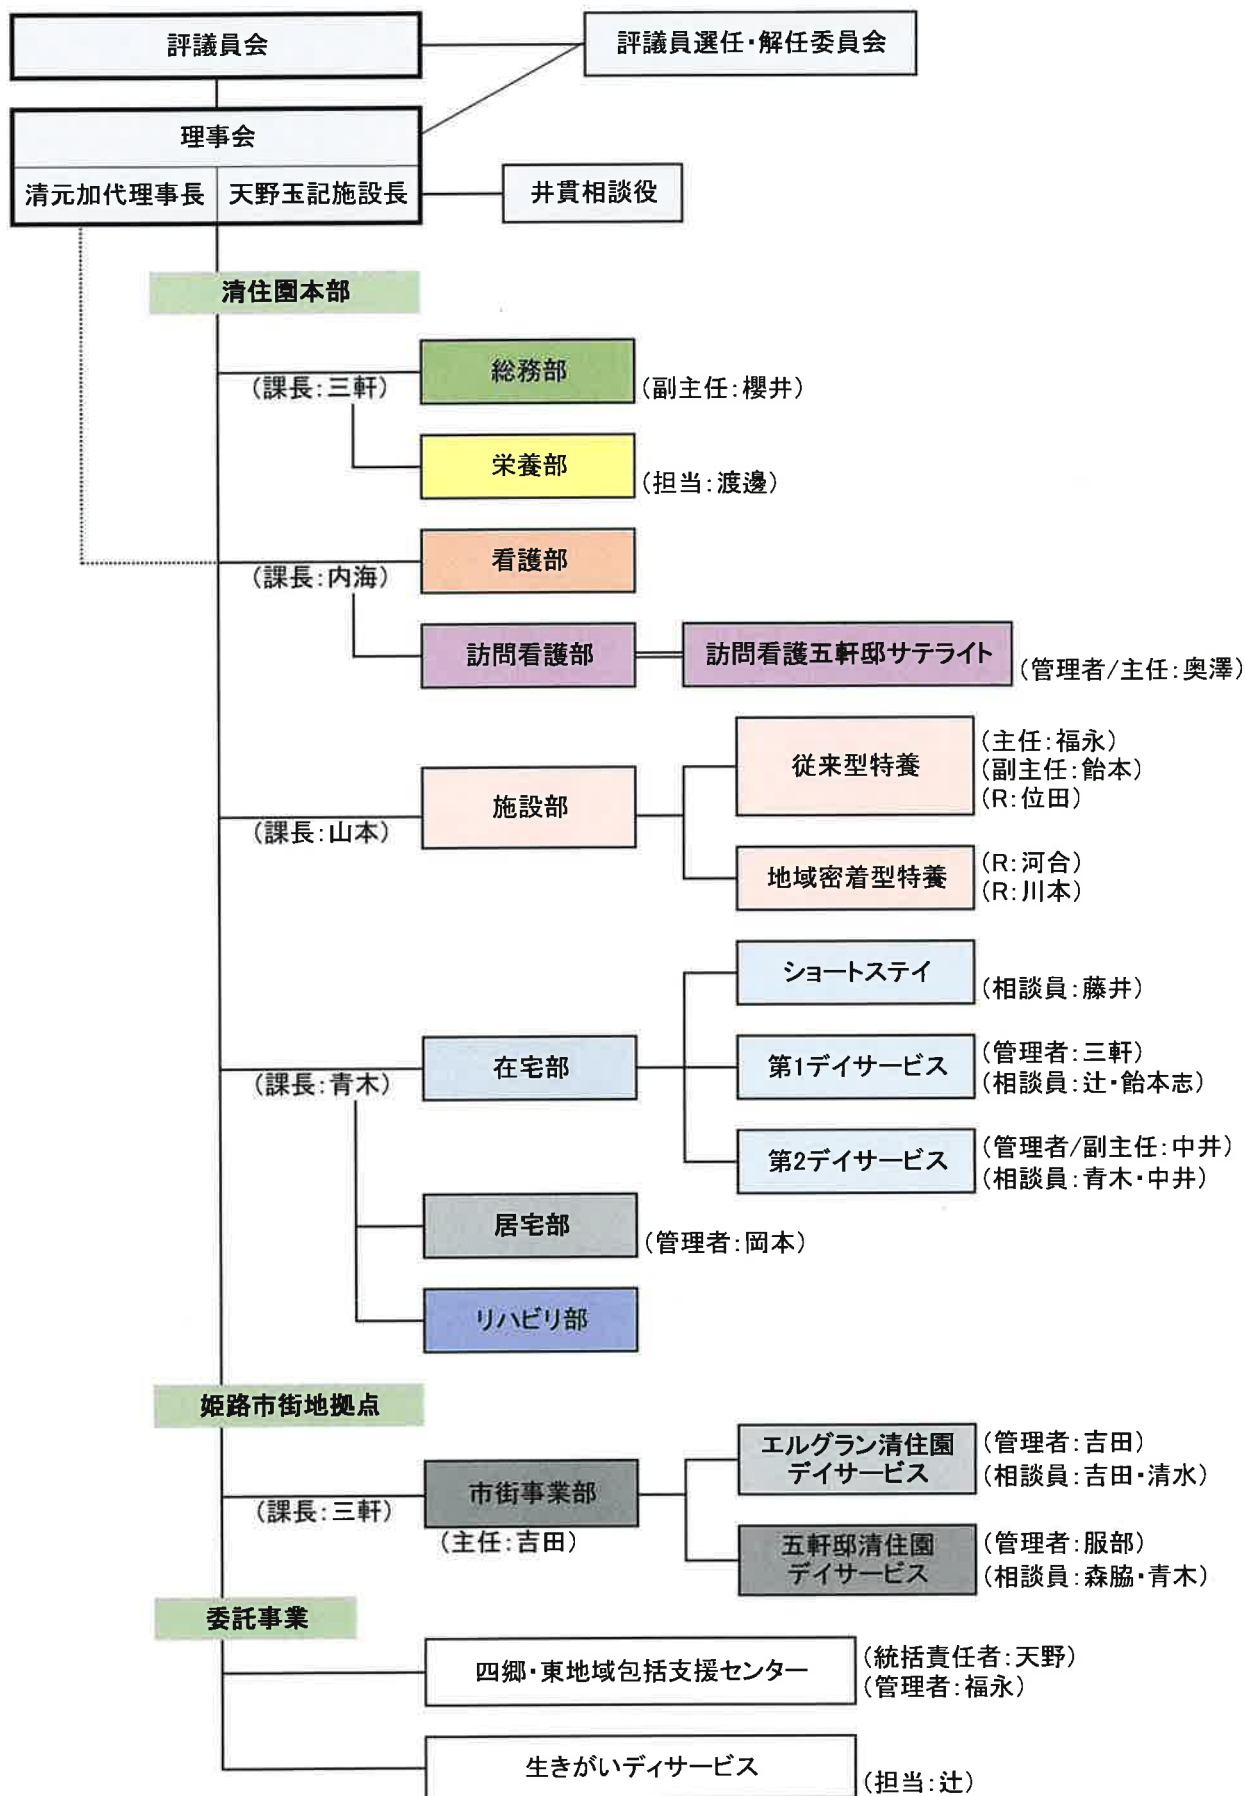 評議員会
評議員選任・解任委員会
理事会
清元加代理事長
天野玉記施設長
井貫相談役
清住園本部
総務部
(課長:三軒)
(副主任:櫻井)
栄養部
(担当:渡邊)
看護部
(課長:内海)
訪問看護部
訪問看護五軒邸サテライト
(管理者/主任:奥澤)
施設部
(課長:山本)
従来型特養
(主任:福永)
(副主任:飴本)
(R:位田)
地域密着型特養
(R:河合)
(R:川本)
在宅部
(課長:青木)
ショートステイ
(相談員:藤井)
第1デイサービス
(管理者:三軒)
(相談員:辻・飴本志)
第2デイサービス
(管理者/副主任:中井)
(相談員:青木・中井)
居宅部
(管理者:岡本)
リハビリ部
姫路市街地拠点
市街事業部
(課長:三軒)
(主任:吉田)
エルグラン清住園
デイサービス
(管理者:吉田)
(相談員:吉田・清水)
五軒邸清住園
デイサービス
(管理者:服部)
(相談員:森脇・青木)
委託事業
四郷・東地域包括支援センター
(統括責任者:天野)
(管理者:福永)
生きがいディサービス
(担当:辻)